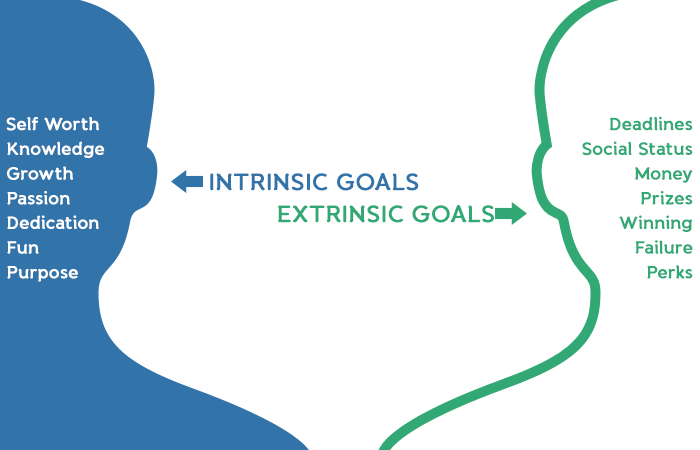 Self Worth
Knowledge
Growth
Passion
Dedication
Fun
Purpose
INTRINSIC GOALS
EXTRINSIC GOALS
Deadlines
Social Status
Money
Prizes
Winning
Failure
Perks